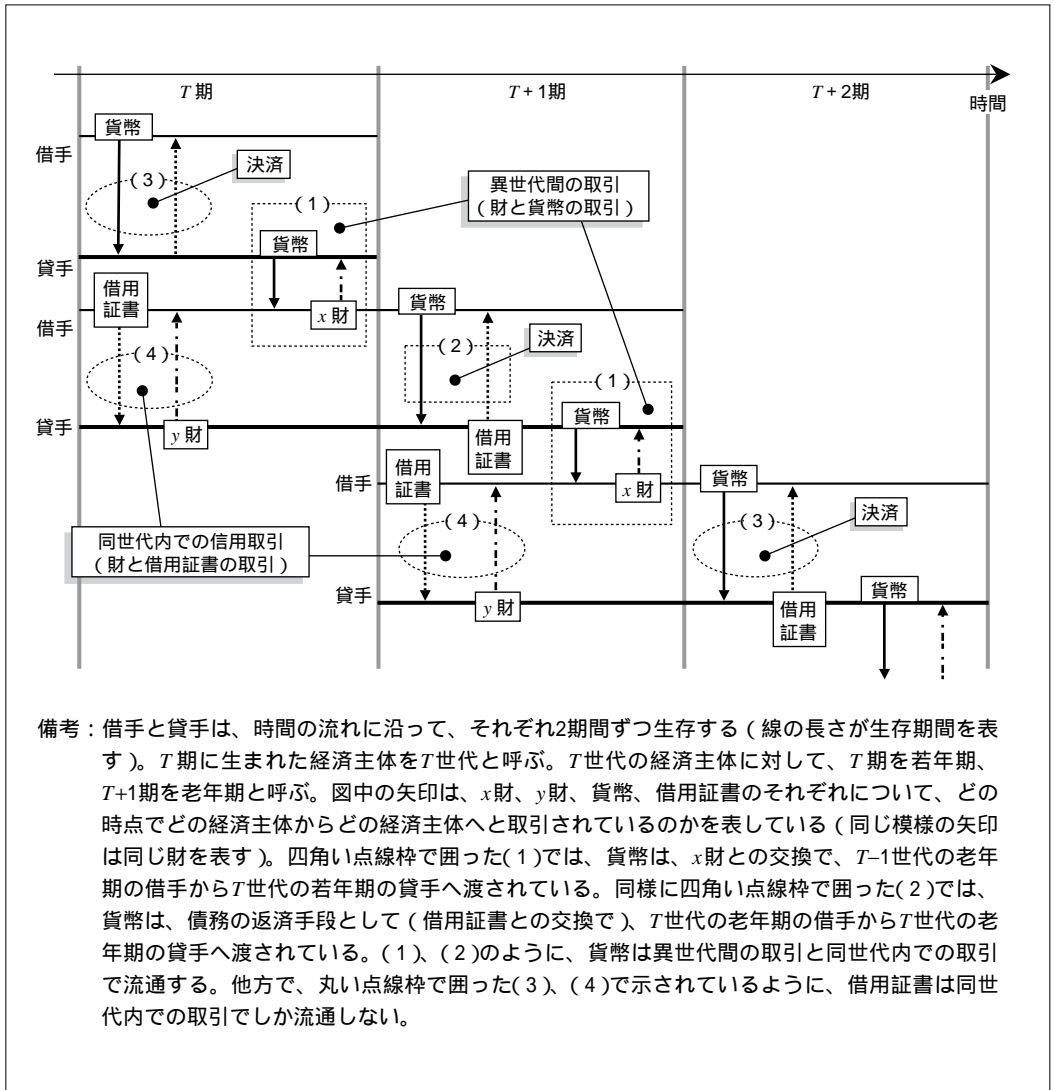 T 期
T + 1期
T + 2期
時間
貨幣
借手
(3)
決済
(1)
異世代間の取引
(財と貨幣の取引)
貨幣
貸手
借用
証書
x 財
借手
貨幣
(2)
決済
(4)
(1)
貨幣
貸手
y 財
借用
証書
借用
証書
x 財
借手
貨幣
(4)
(3)
決済
同世代内での信用取引
(財と借用証書の取引)
貨幣
貸手
y 財
借用
証書
備考:借手と貸手は、時間の流れに沿って、それぞれ2期間ずつ生存する(線の長さが生存期間を表
す)。T 期に生まれた経済主体をT世代と呼ぶ。T世代の経済主体に対して、T 期を若年期、
T+1期を老年期と呼ぶ。図中の矢印は、x財、y財、貨幣、借用証書のそれぞれについて、どの
時点でどの経済主体からどの経済主体へと取引されているのかを表している(同じ模様の矢印
は同じ財を表す)。四角い点線枠で囲った(1)では、貨幣は、x財との交換で、T–1世代の老年
期の借手からT世代の若年期の貸手へ渡されている。同様に四角い点線枠で囲った(2)では、
貨幣は、債務の返済手段として(借用証書との交換で)、T世代の老年期の借手からT世代の老
年期の貸手へ渡されている。(1)、(2)のように、貨幣は異世代間の取引と同世代内での取引
で流通する。他方で、丸い点線枠で囲った(3)、(4)で示されているように、借用証書は同世
代内での取引でしか流通しない。